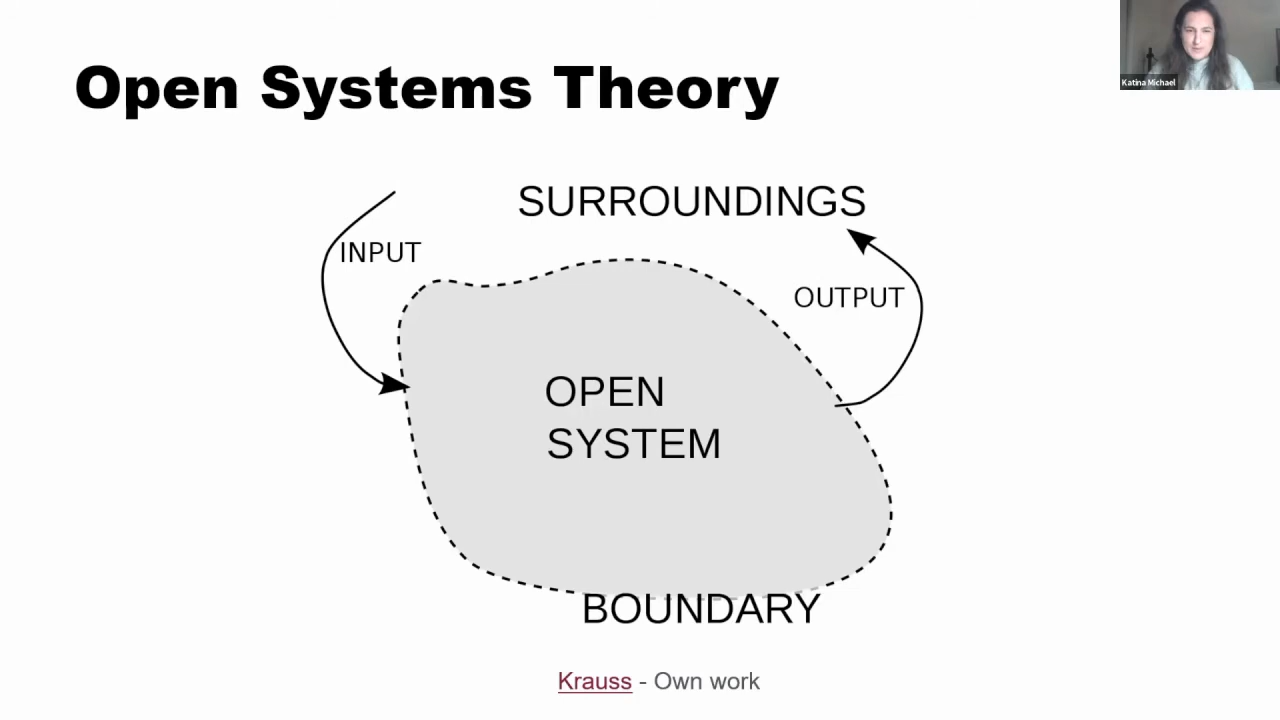 Open Systems Theory
Katina Michael
SURROUNDINGS
INPUT
OUTPUT
OPEN
SYSTEM
BOUNDARY
Krauss - Own work